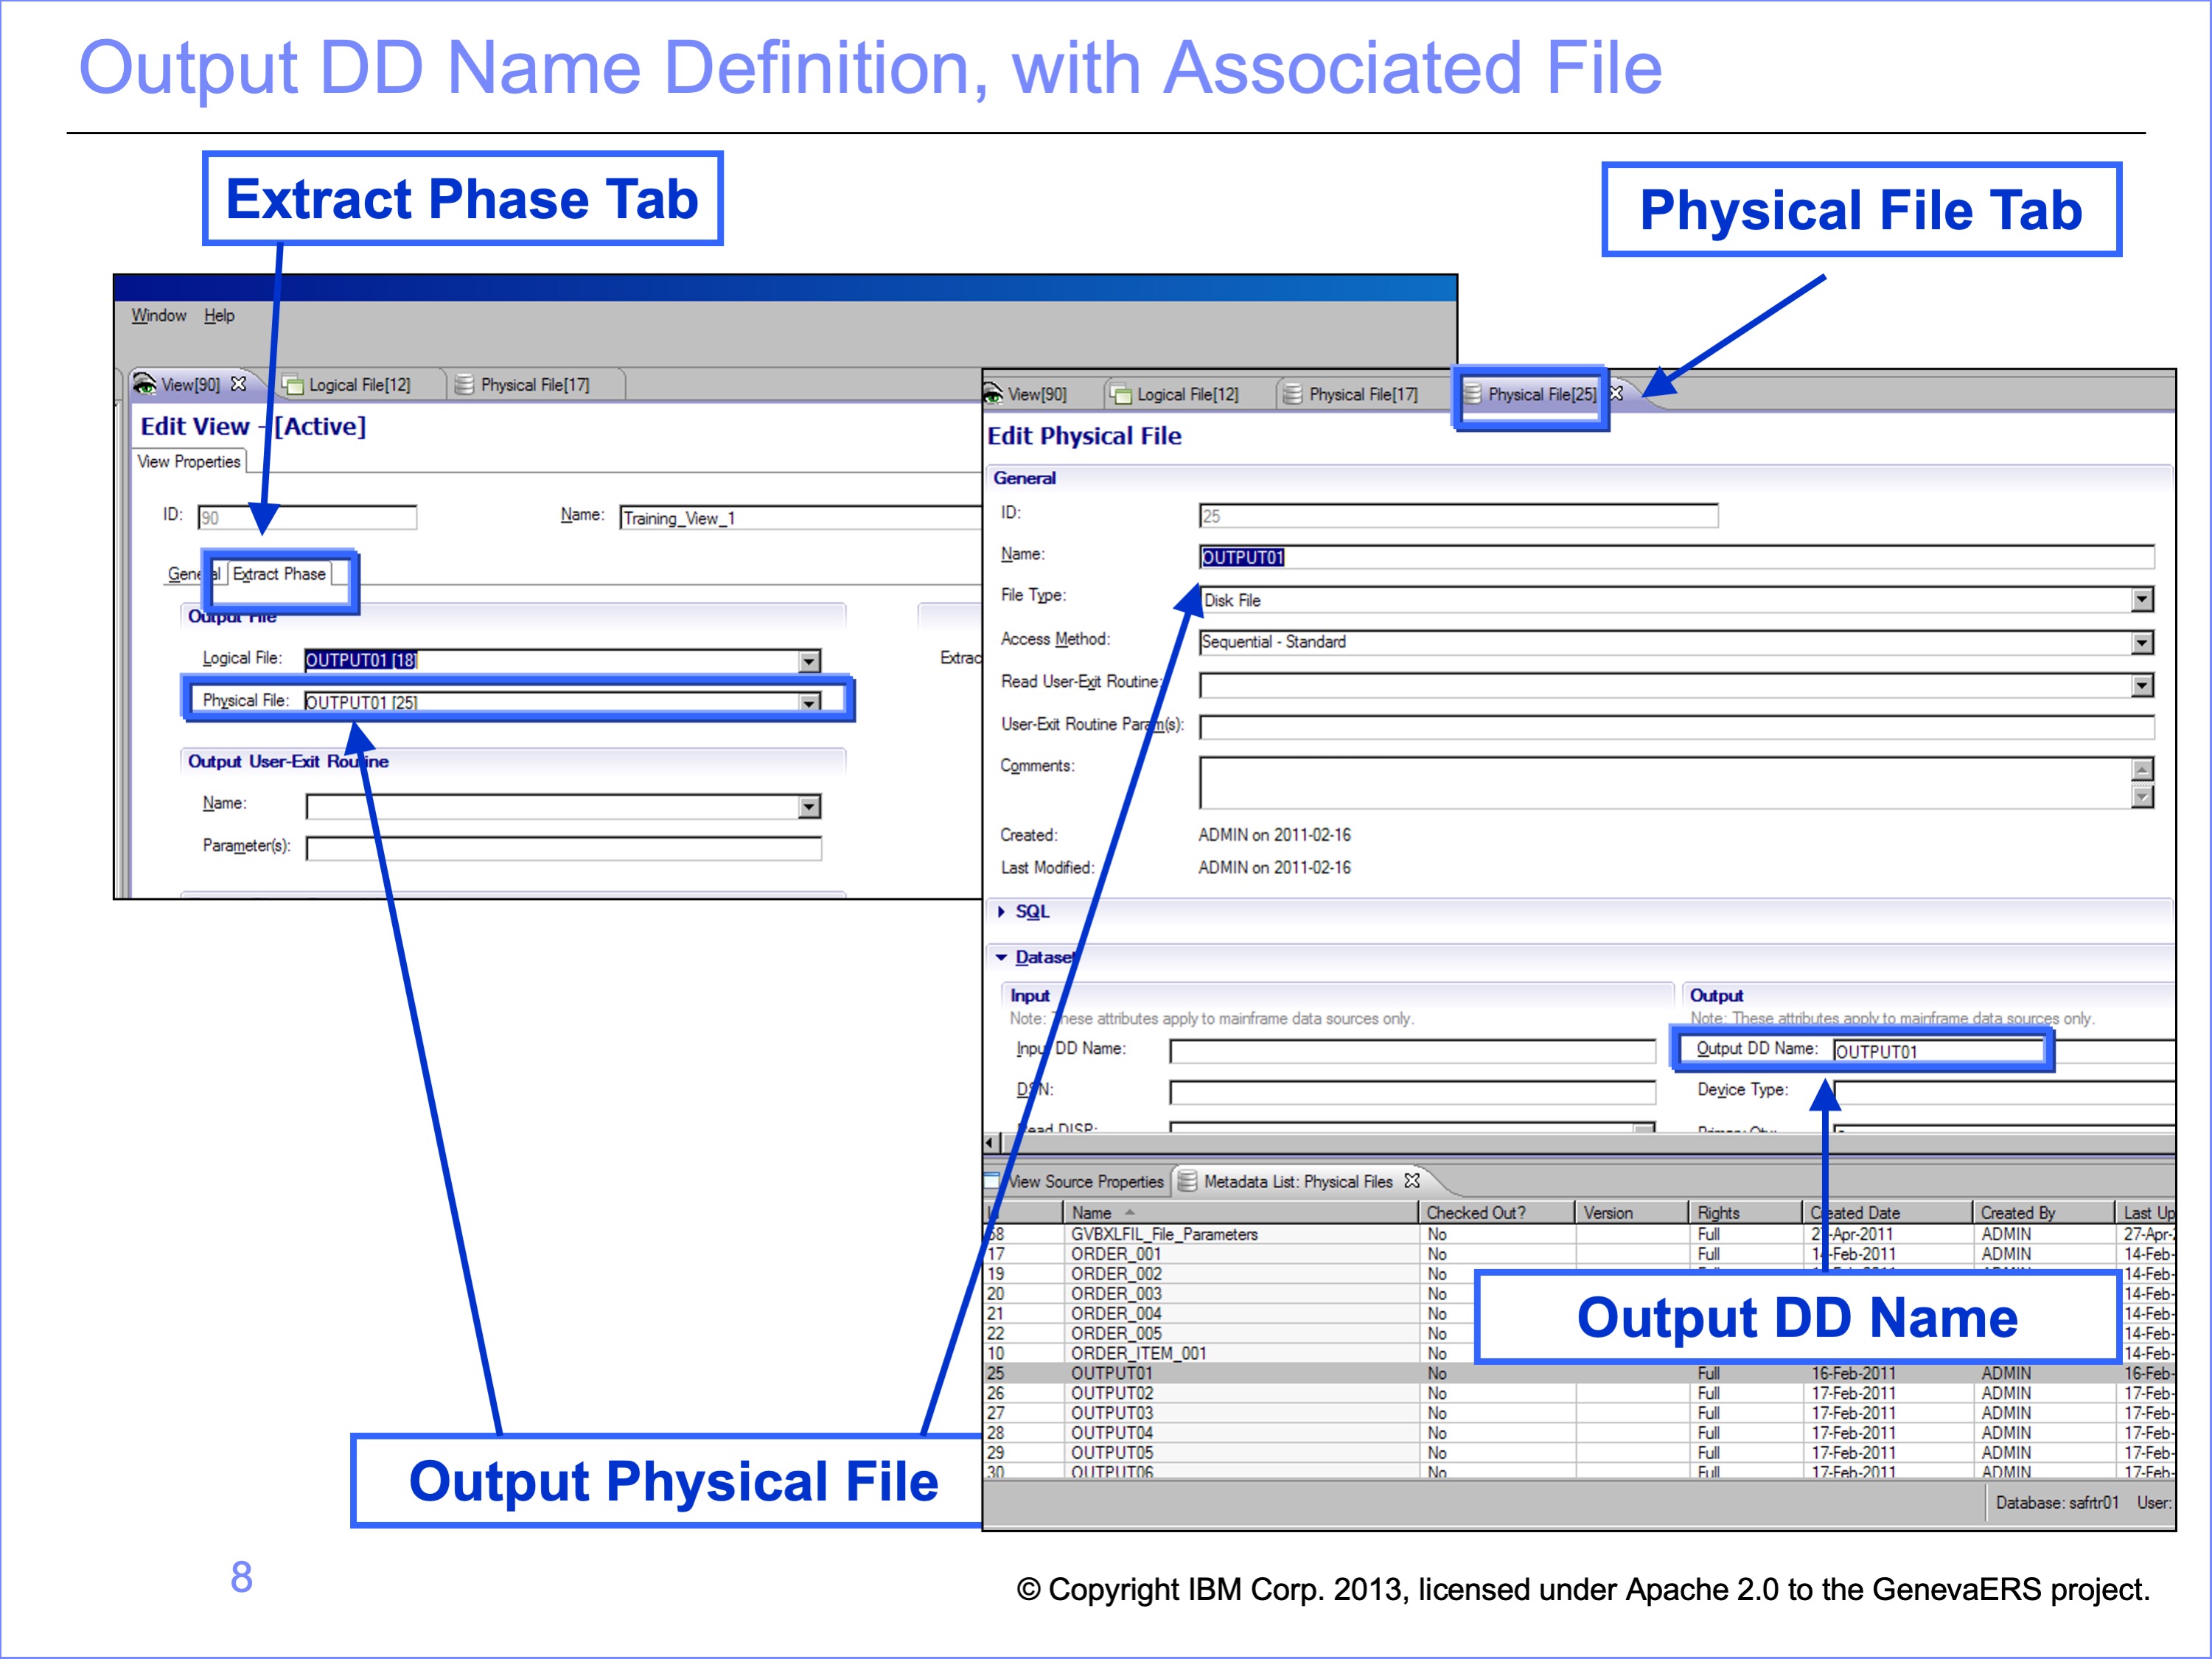 Output DD Name Definition, with Associated File
Extract Phase Tab
Physical File Tab
Window Help
View[90] Logical File[12] Physical File[17]
Edit View - [Active]
View Properties
ID: 90 Name: Training_View_1
General Extract Phase
Output File
Logical File: OUTPUT01 [18]
Physical File: OUTPUT01 [25]
Output User-Exit Routine
Name:
Parameter(s):
Extrac
View[90] Logical File[12] Physical File[17] Physical File[25]
Edit Physical File
General
ID: 25
Name: OUTPUT01
File Type: Disk File
Access Method: Sequential - Standard
Read User-Exit Routine:
User-Exit Routine Param(s):
Comments:
Created: ADMIN on 2011-02-16
Last Modified: ADMIN on 2011-02-16
SQL
Dataset
Input
Note: These attributes apply to mainframe data sources only.
Input DD Name:
DSN:
Read DISP:
Output
Note: These attributes apply to mainframe data sources only.
Output DD Name: OUTPUT01
Device Type:
View Source Properties Metadata List: Physical Files
Name Checked Out? Version Rights Created Date Created By Last Up
GVBXLFIL_File_Parameters No Full 27-Apr-2011 ADMIN 27-Apr-
17 ORDER_001 No Full 14-Feb-2011 ADMIN 14-Feb-
19 ORDER_002 No 14-Feb-
20 ORDER_003 No 14-Feb-
21 ORDER_004 No 14-Feb-
22 ORDER_005 No 14-Feb-
10 ORDER_ITEM_001 No 14-Feb-
25 OUTPUT01 No Full 16-Feb-2011 ADMIN 16-Feb-
26 OUTPUT02 No Full 17-Feb-2011 ADMIN 17-Feb-
27 OUTPUT03 No Full 17-Feb-2011 ADMIN 17-Feb-
28 OUTPUT04 No Full 17-Feb-2011 ADMIN 17-Feb-
29 OUTPUT05 No Full 17-Feb-2011 ADMIN 17-Feb-
30 OUTPUT06 No Full 17-Feb-2011 ADMIN 17-Feb-
Database: safrtr01 User:
Output DD Name
Output Physical File
8
© Copyright IBM Corp. 2013, licensed under Apache 2.0 to the GenevaERS project.